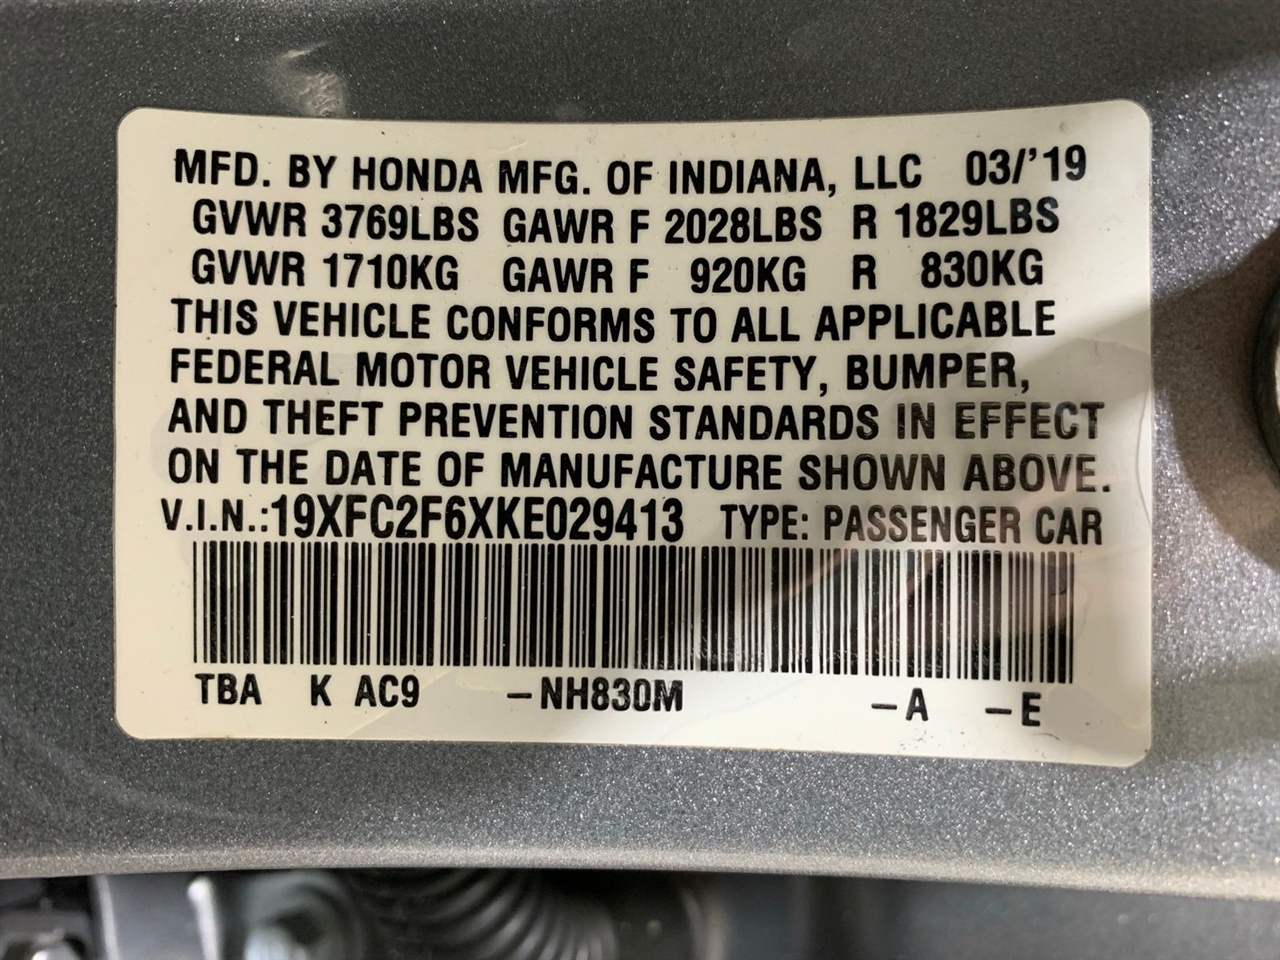 MFD. BY HONDA MFG. OF INDIANA, LLC 03/'19
GVWR 3769LBS GAWR F 2028LBS R 1829LBS
GVWR 1710KG GAWR F 920KG R 830KG
THIS VEHICLE CONFORMS TO ALL APPLICABLE
FEDERAL MOTOR VEHICLE SAFETY, BUMPER,
AND THEFT PREVENTION STANDARDS IN EFFECT
ON THE DATE OF MANUFACTURE SHOWN ABOVE.
V.I.N.:19XFC2F6XKE029413 TYPE: PASSENGER CAR
TBA K AC9 –NH830M –A –E